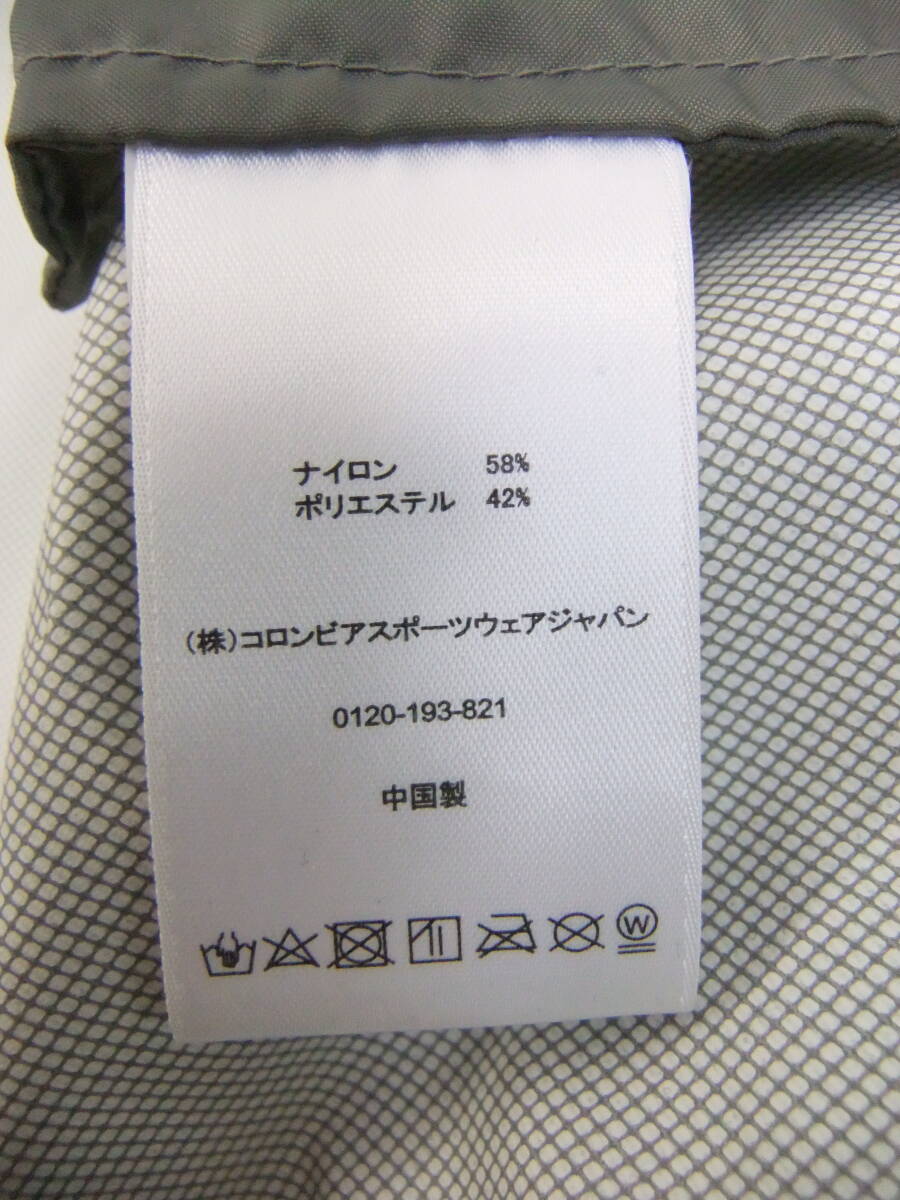 ナイロン 58%
ポリエステル 42%
(株)コロンビアスポーツウェアジャパン
0120-193-821
中国製
W